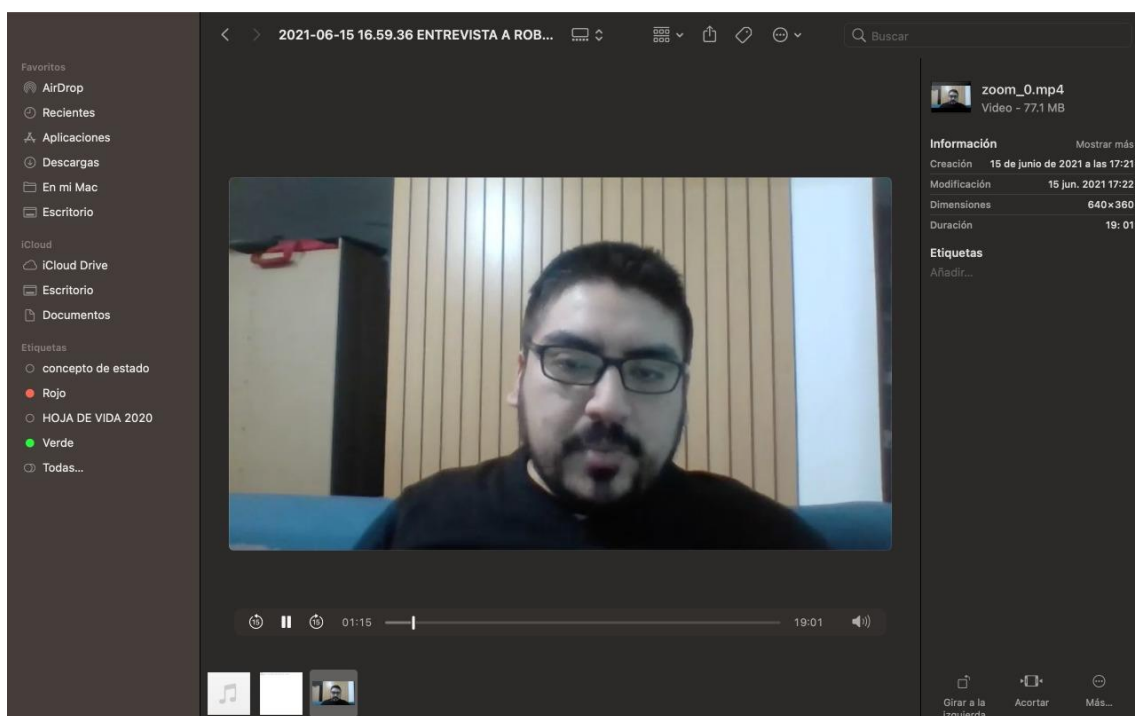 2021-06-15 16.59.36 ENTREVISTA A ROB...
Buscar
Favoritos
AirDrop
Recientes
Aplicaciones
Descargas
En mi Mac
Escritorio
iCloud
iCloud Drive
Escritorio
Documentos
Etiquetas
concepto de estado
Rojo
HOJA DE VIDA 2020
Verde
Todas...
15
15
01:15
19:01
zoom_0.mp4
Video - 77.1 MB
Información Mostrar más
Creación 15 de junio de 2021 a las 17:21
Modificación 15 jun. 2021 17:22
Dimensiones 640×360
Duración 19: 01
Etiquetas
Añadir...
Girar a la
izquierda
Acortar
Más...